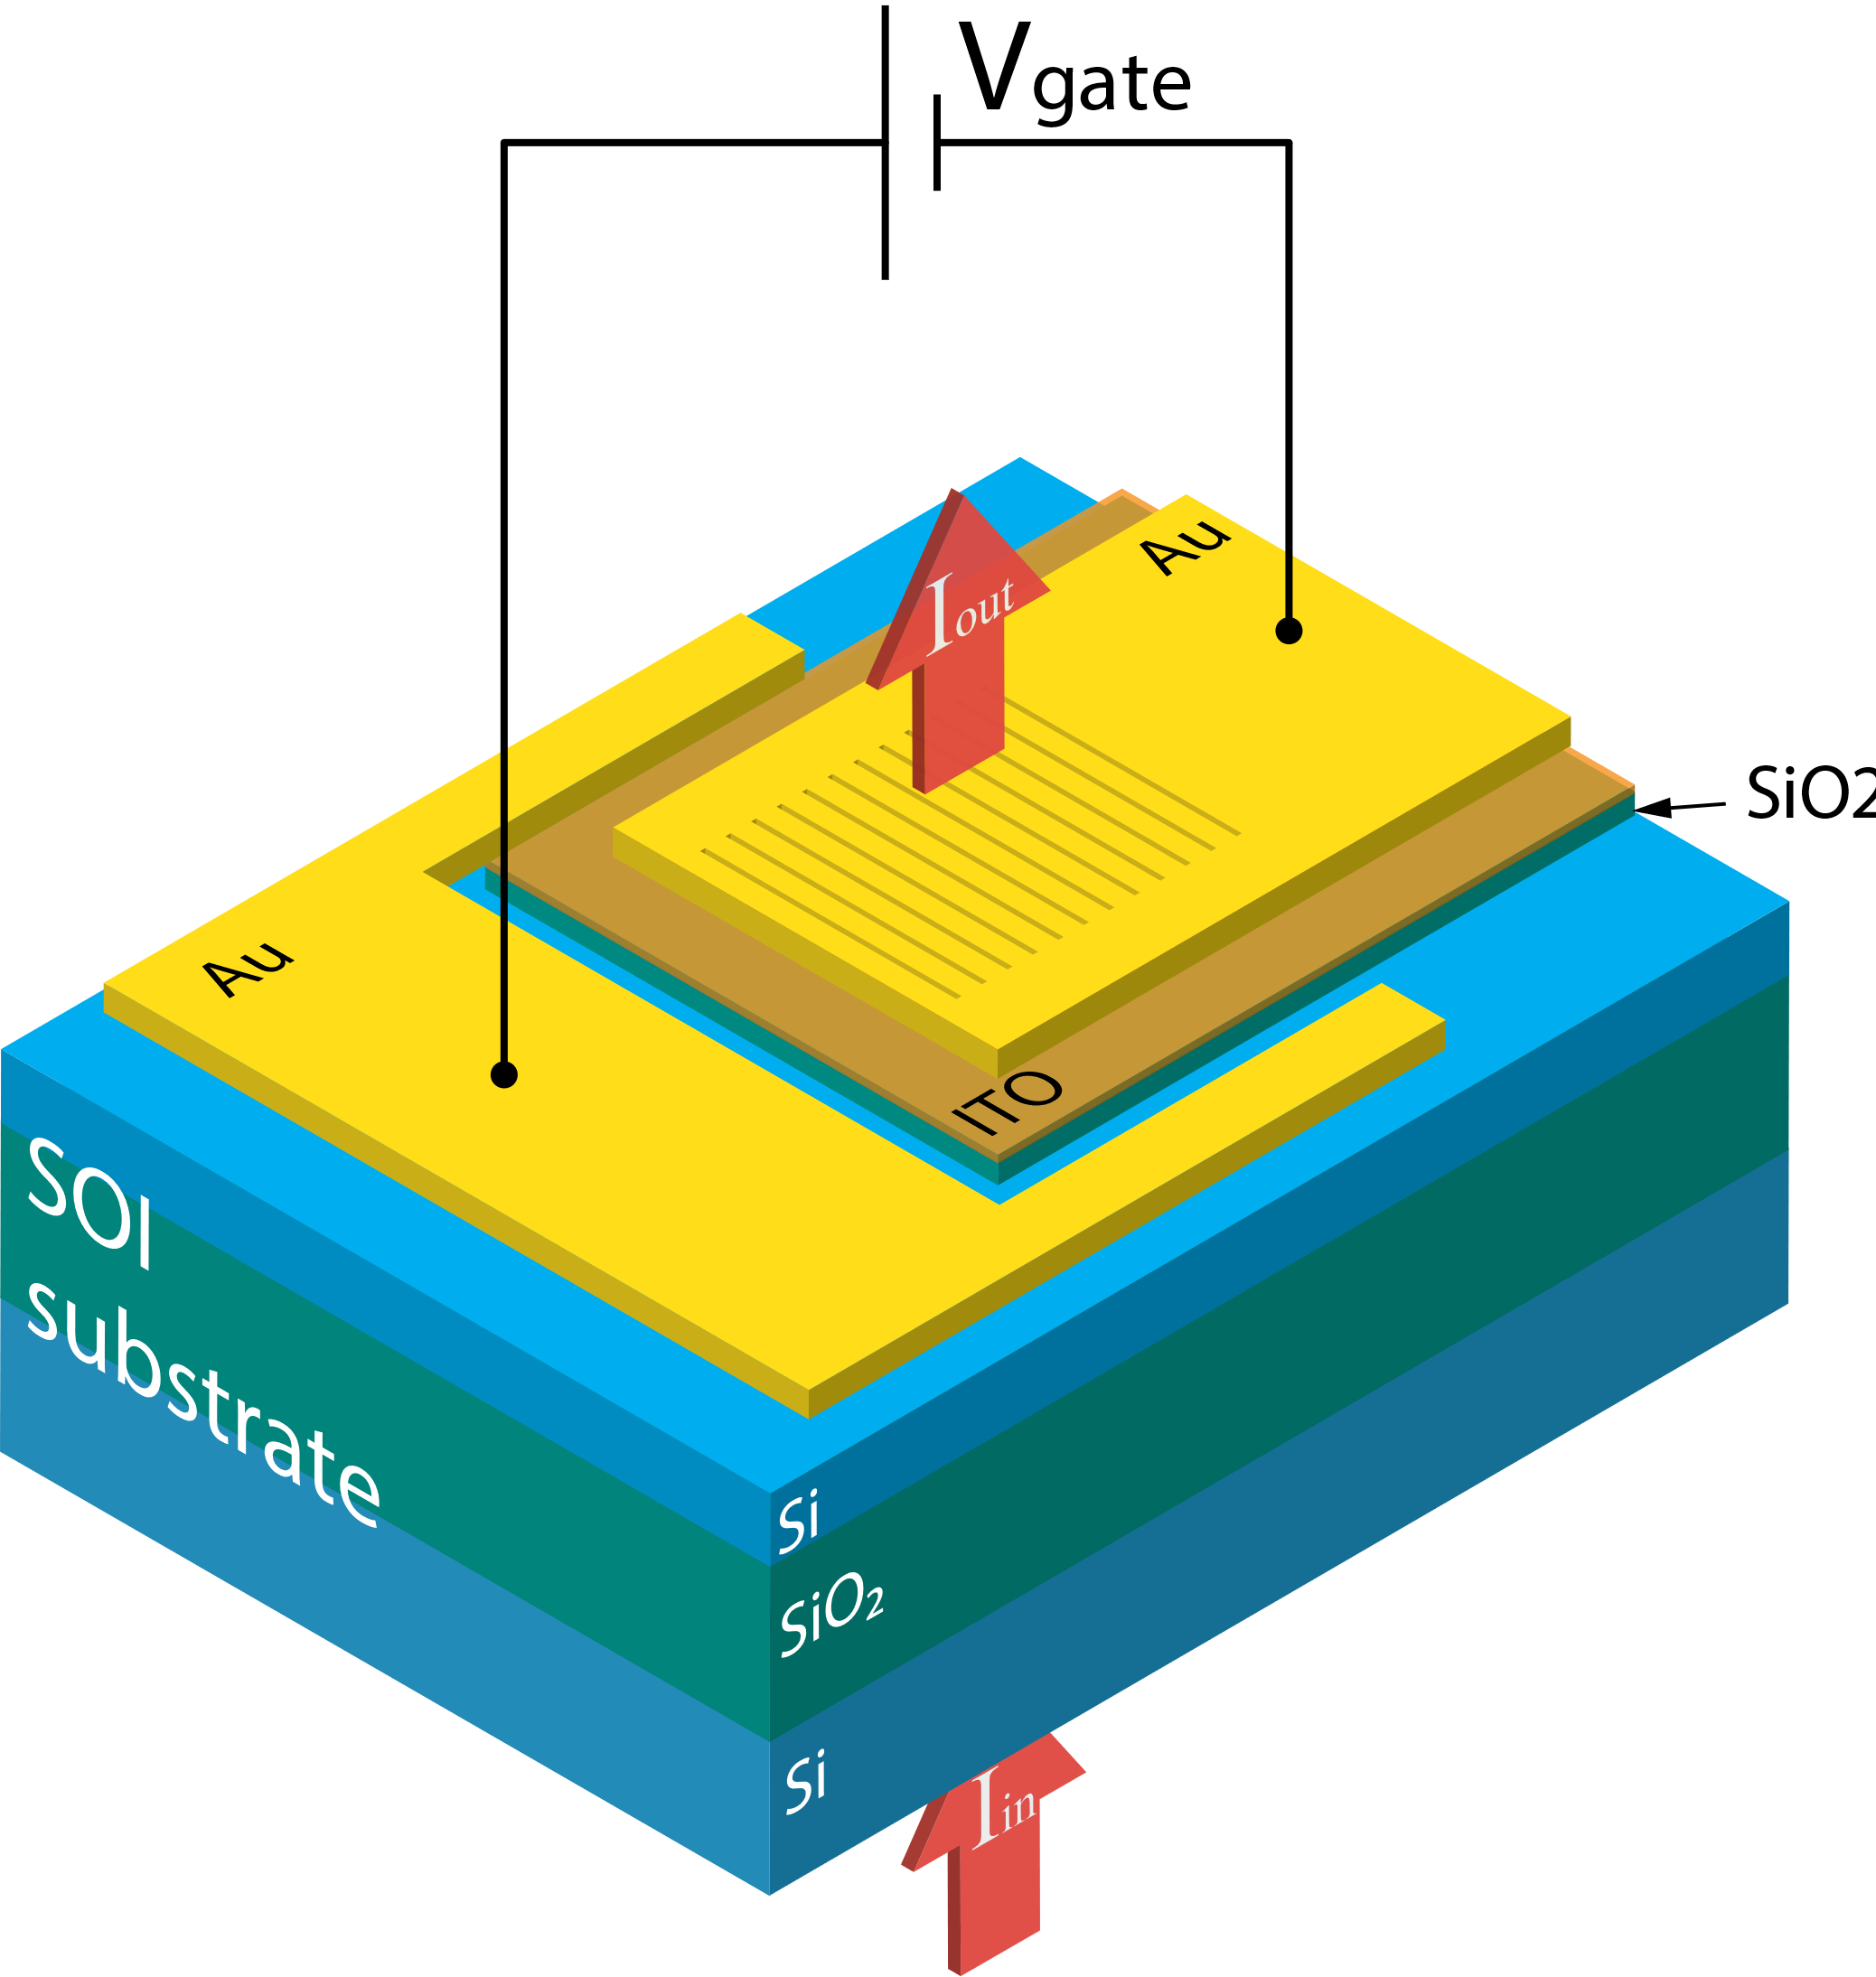 Vgate
Iout
Au
SiO2
Au
ITO
SOI
substrate
Si
SiO₂
Si
Iin